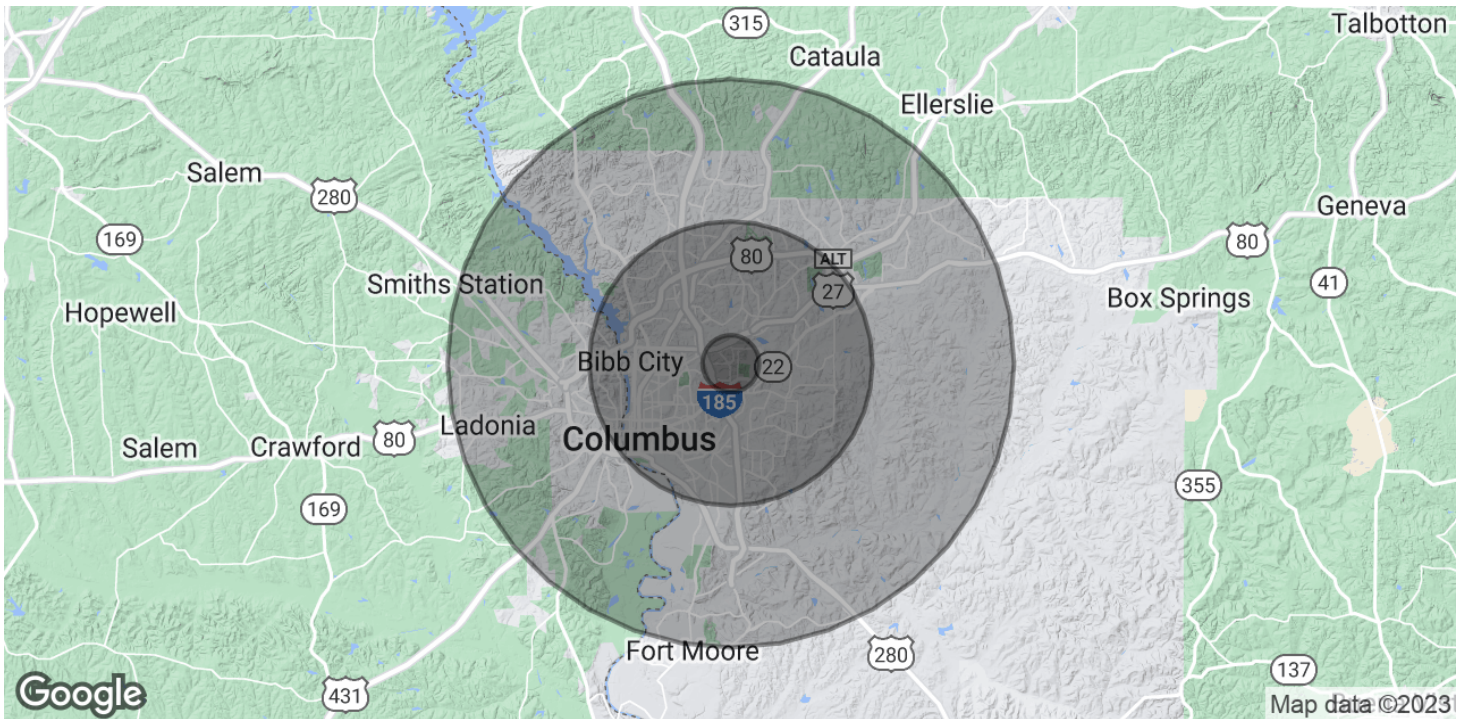 315
Talbotton
Cataula
Ellerslie
Salem
280
Geneva
169
80
80
ALT
27
41
Smiths Station
Box Springs
Hopewell
Bibb City
22
185
Ladonia
Columbus
80
Salem
Crawford
355
169
Fort Moore
280
137
431
Google
Map data ©2023